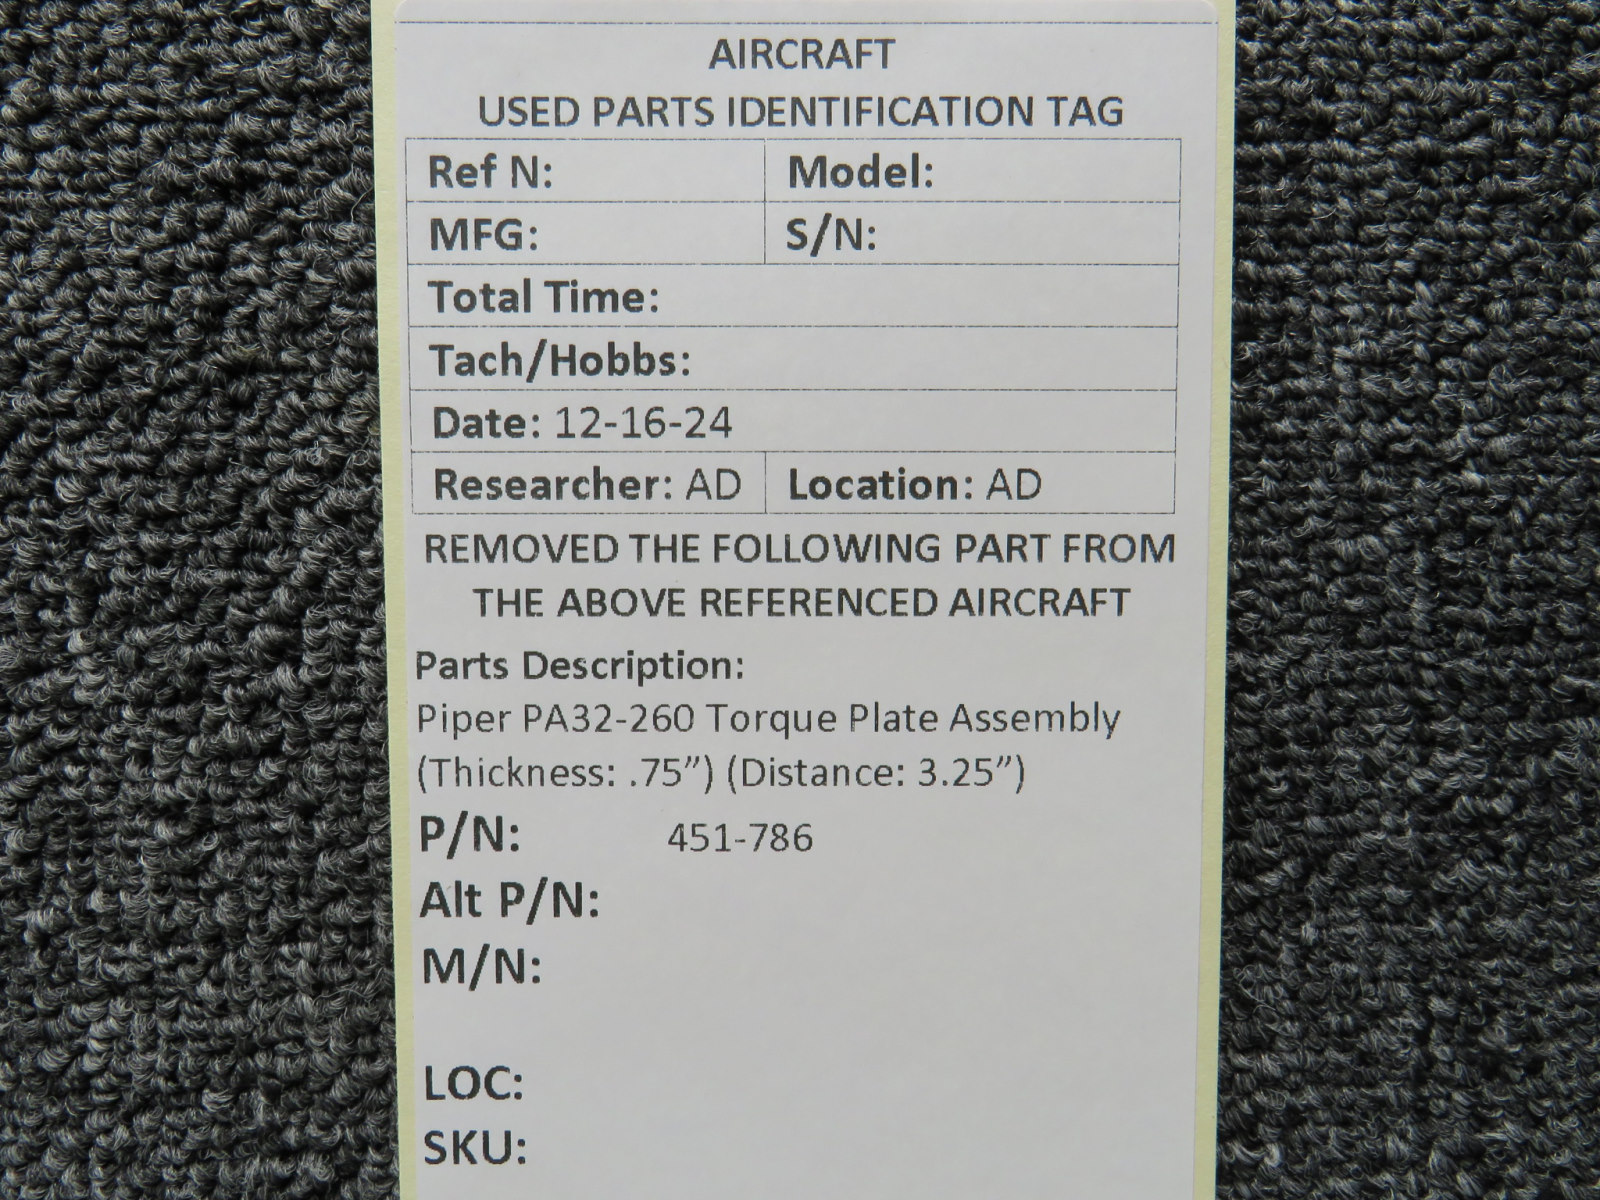 AIRCRAFT
USED PARTS IDENTIFICATION TAG
Ref N: Model:
MFG: S/N:
Total Time:
Tach/Hobbs:
Date: 12-16-24
Researcher: AD Location: AD
REMOVED THE FOLLOWING PART FROM
THE ABOVE REFERENCED AIRCRAFT
Parts Description:
Piper PA32-260 Torque Plate Assembly
(Thickness: .75”) (Distance: 3.25”)
P/N: 451-786
Alt P/N:
M/N:
LOC:
SKU: